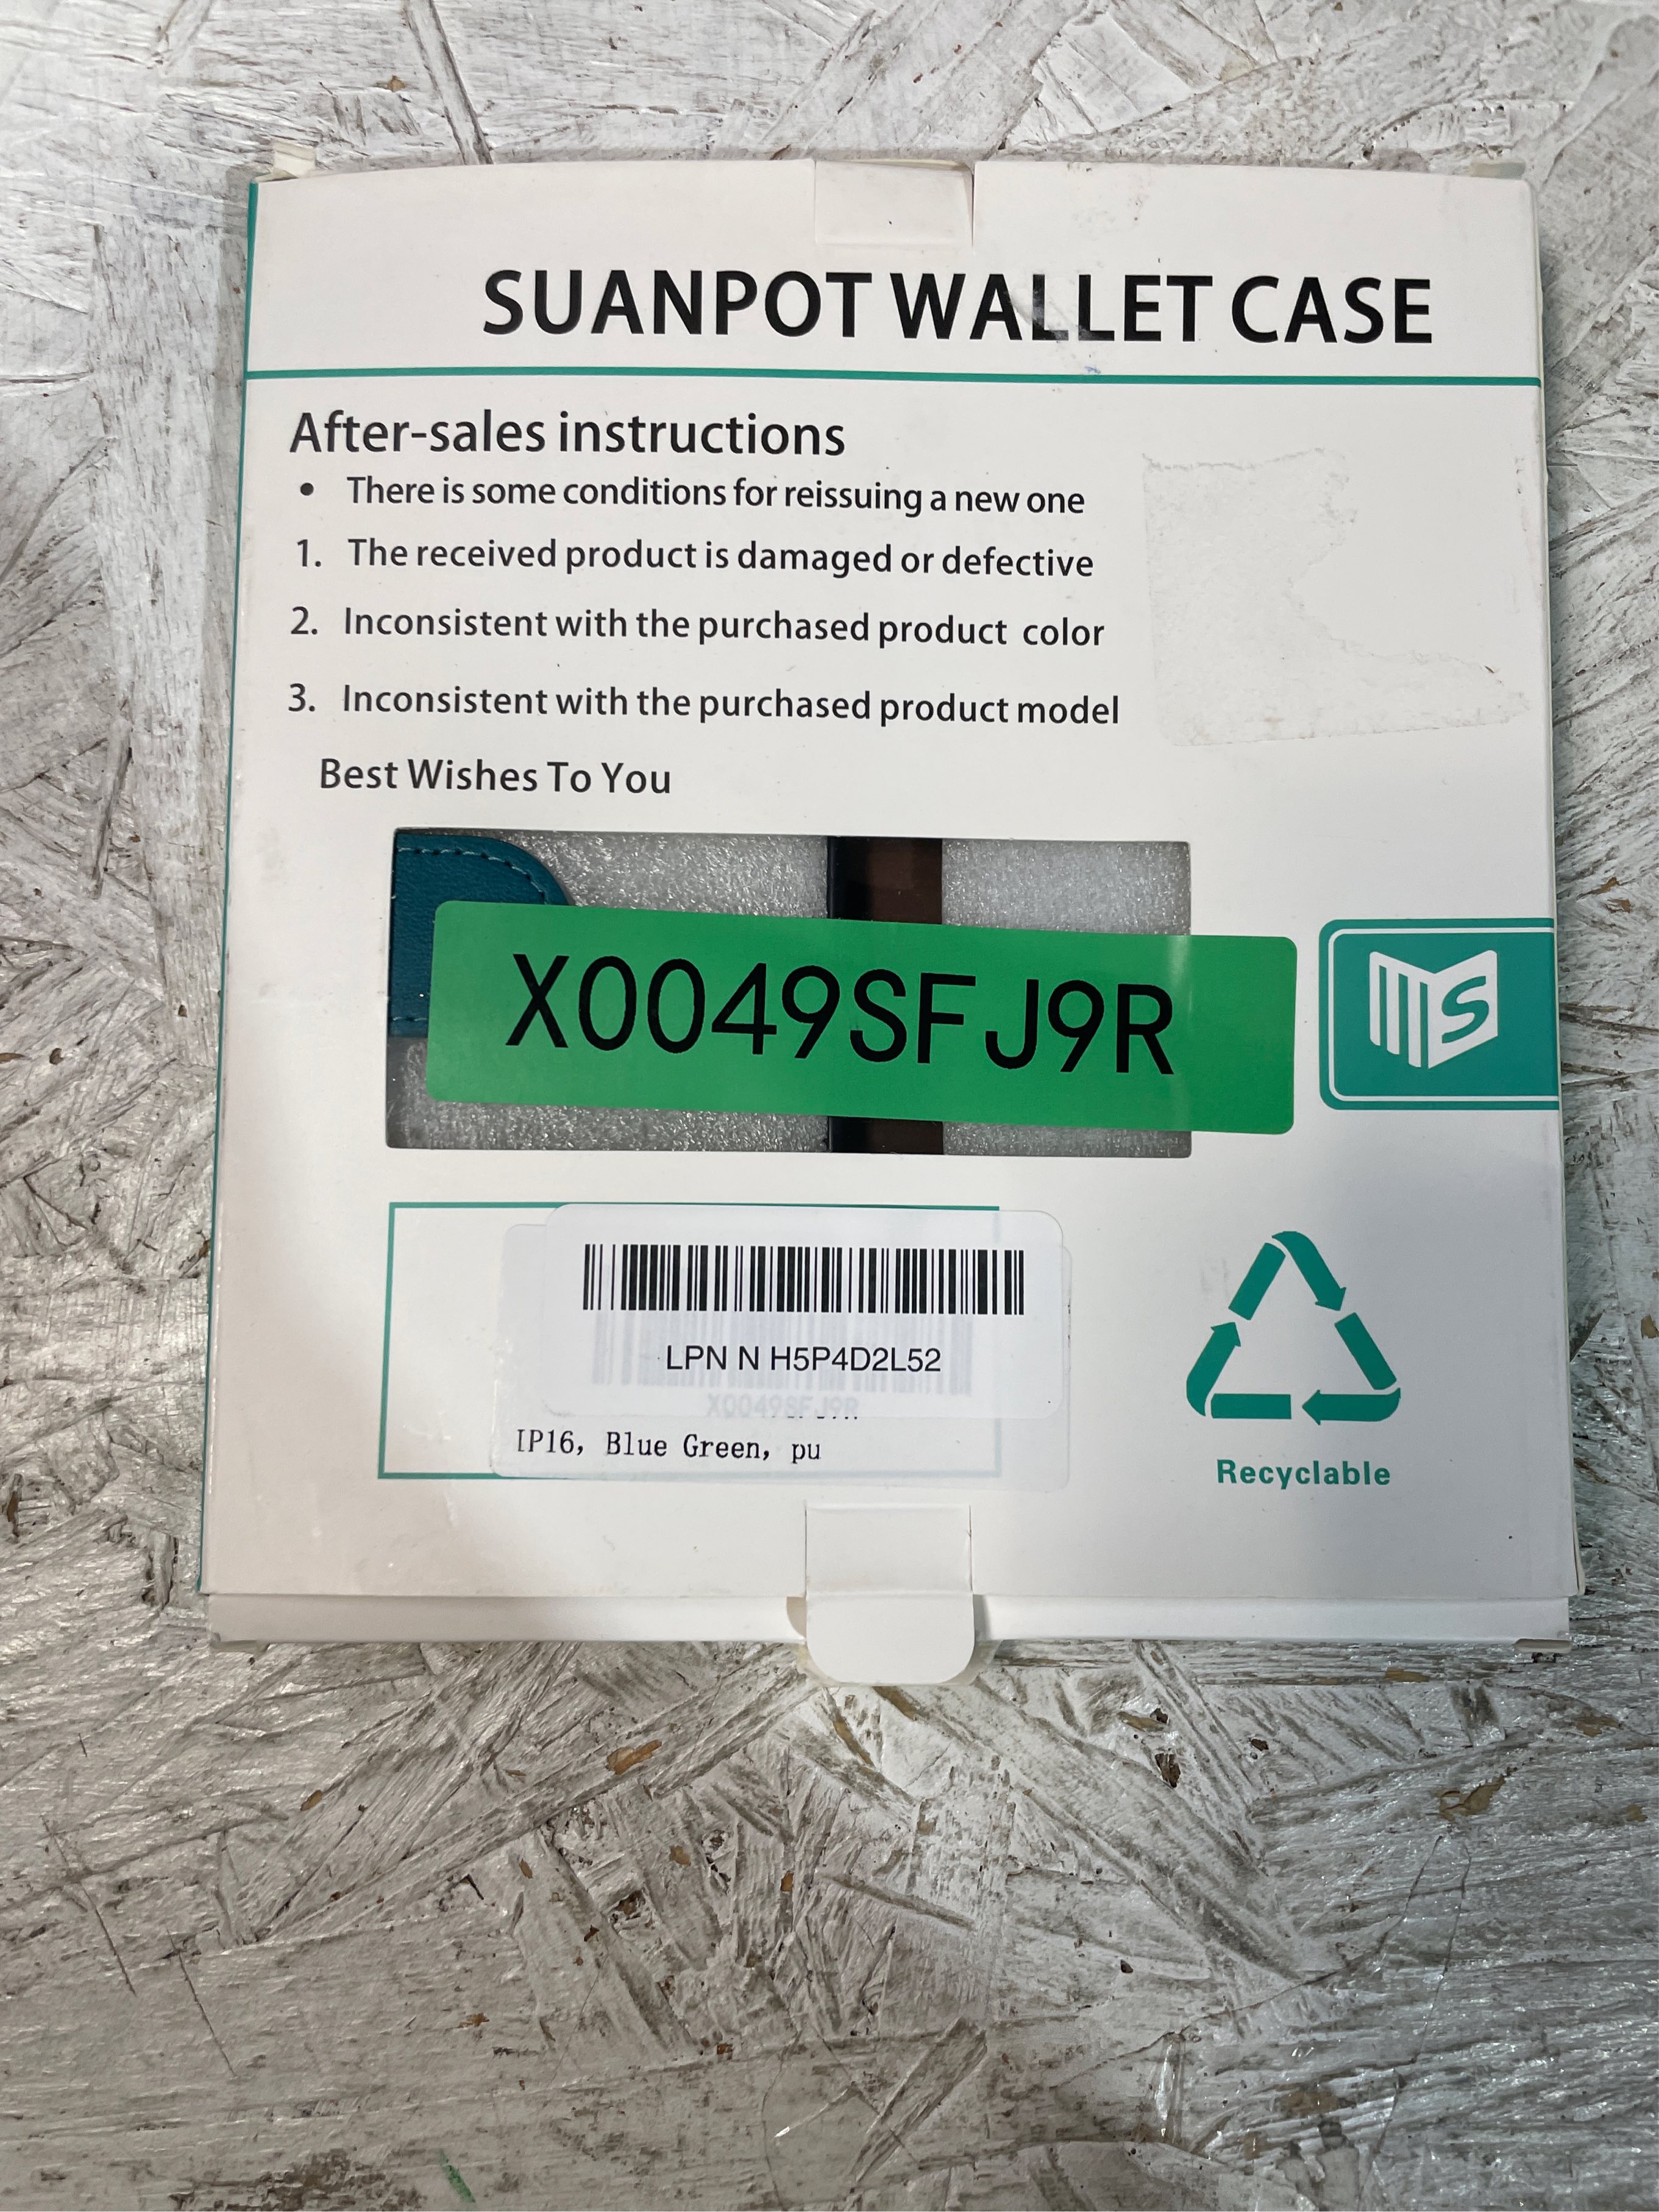 SUANPOT WALLET CASE
After-sales instructions
• There is some conditions for reissuing a new one
1. The received product is damaged or defective
2. Inconsistent with the purchased product color
3. Inconsistent with the purchased product model
Best Wishes To You
X0049SFJ9R
MS
LPN N H5P4D2L52
X0049SFJ9R
IP16, Blue Green, pu
Recyclable